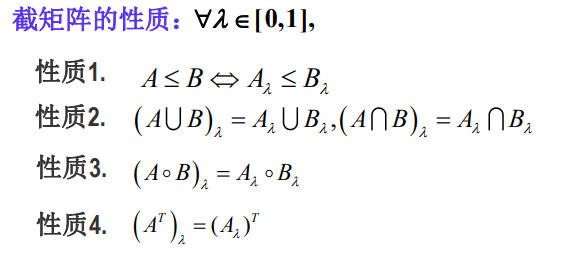 截矩阵的性质：∀λ∈[0,1],
性质1. A ≤ B ⇔ A_λ ≤ B_λ
性质2. (A∪B)_λ = A_λ∪B_λ,(A∩B)_λ = A_λ∩B_λ
性质3. (A∘B)_λ = A_λ∘B_λ
性质4. (A^T)_λ = (A_λ)^T